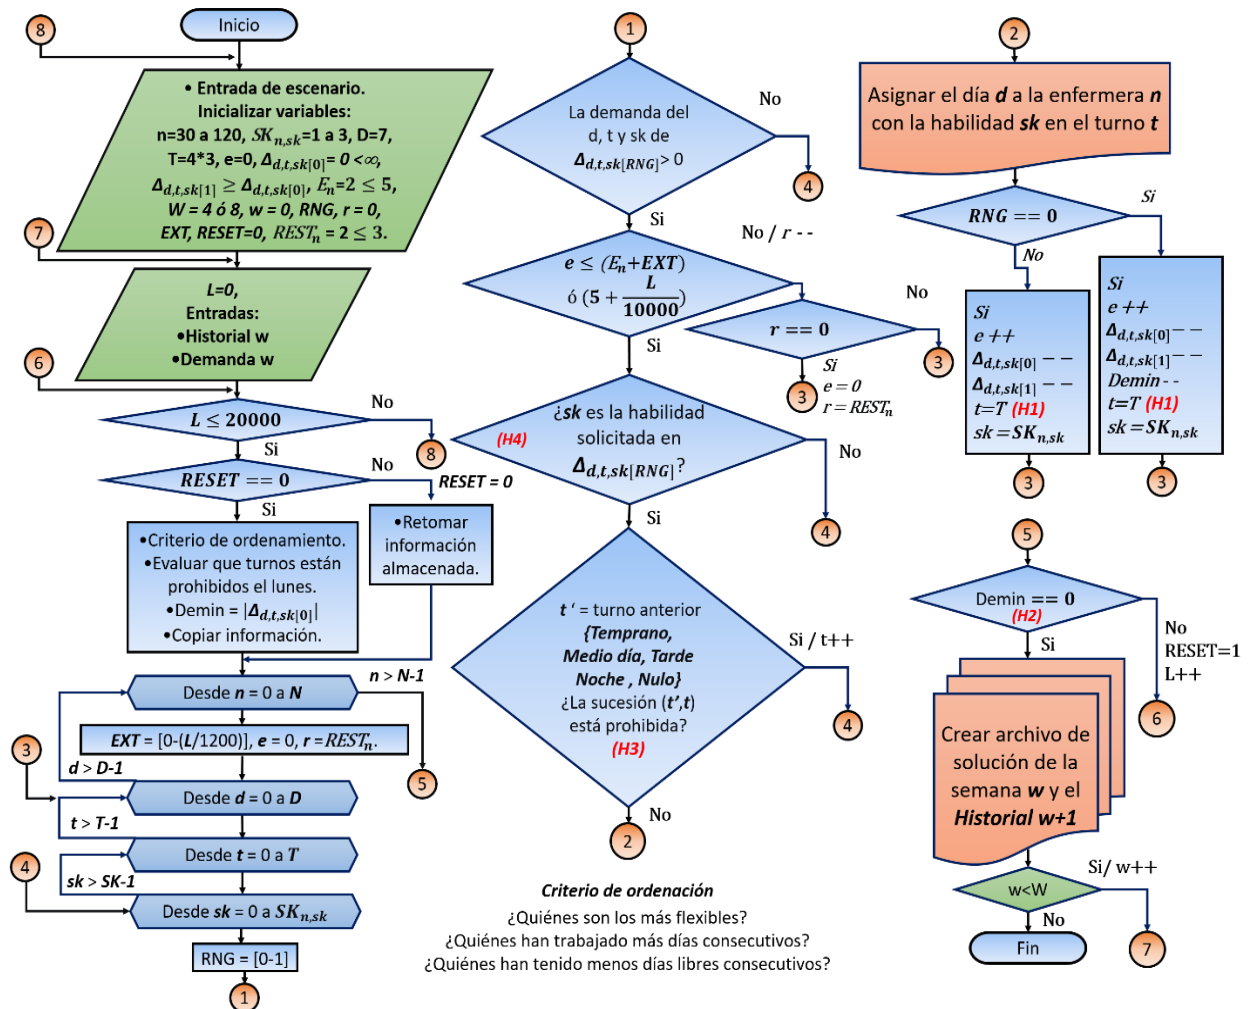 8
Inicio
• Entrada de escenario.
Inicializar variables:
n=30 a 120, SKn,sk=1 a 3, D=7,
T=4*3, e=0, Δd,t,sk[0]= 0 <∞,
Δd,t,sk[1] ≥ Δd,t,sk[0], En=2 ≤ 5,
W = 4 ó 8, w = 0, RNG, r = 0,
EXT, RESET=0, RESTn = 2 ≤ 3.
7
L=0,
Entradas:
•Historial w
•Demanda w
6
L ≤ 20000
No
8
Si
RESET == 0
No
RESET = 0
Si
•Criterio de ordenamiento.
•Evaluar que turnos están
prohibidos el lunes.
•Demin = |Δd,t,sk[0]|
•Copiar información.
•Retomar
información
almacenada.
Desde n = 0 a N
n > N-1
EXT = [0-(L/1200)], e = 0, r =RESTn.
5
3
d > D-1
Desde d = 0 a D
t > T-1
Desde t = 0 a T
4
sk > SK-1
Desde sk = 0 a SKn,sk
RNG = [0-1]
1
1
La demanda del
d, t y sk de
Δd,t,sk[RNG]> 0
No
4
Si
No / r --
e ≤ (En+EXT)
ó (5 + L/10000)
r == 0
No
3
Si
e = 0
r = RESTn
3
Si
¿sk es la habilidad
solicitada en
Δd,t,sk[RNG]?
(H4)
No
4
Si
t ‘ = turno anterior
{Temprano,
Medio día, Tarde
Noche , Nulo}
¿La sucesión (t’,t)
está prohibida?
(H3)
Si / t++
4
No
2
Criterio de ordenación
¿Quiénes son los más flexibles?
¿Quiénes han trabajado más días consecutivos?
¿Quiénes han tenido menos días libres consecutivos?
2
Asignar el día d a la enfermera n
con la habilidad sk en el turno t
RNG == 0
Si
No
Si
e ++
Δd,t,sk[0]− −
Δd,t,sk[1]− −
t=T (H1)
sk = SKn,sk
3
Si
e ++
Δd,t,sk[0]− −
Δd,t,sk[1]− −
Demin- -
t=T (H1)
sk = SKn,sk
3
5
Demin == 0
(H2)
No
RESET=1
L++
6
Si
Crear archivo de
solución de la
semana w y el
Historial w+1
w<W
Si/ w++
7
No
Fin